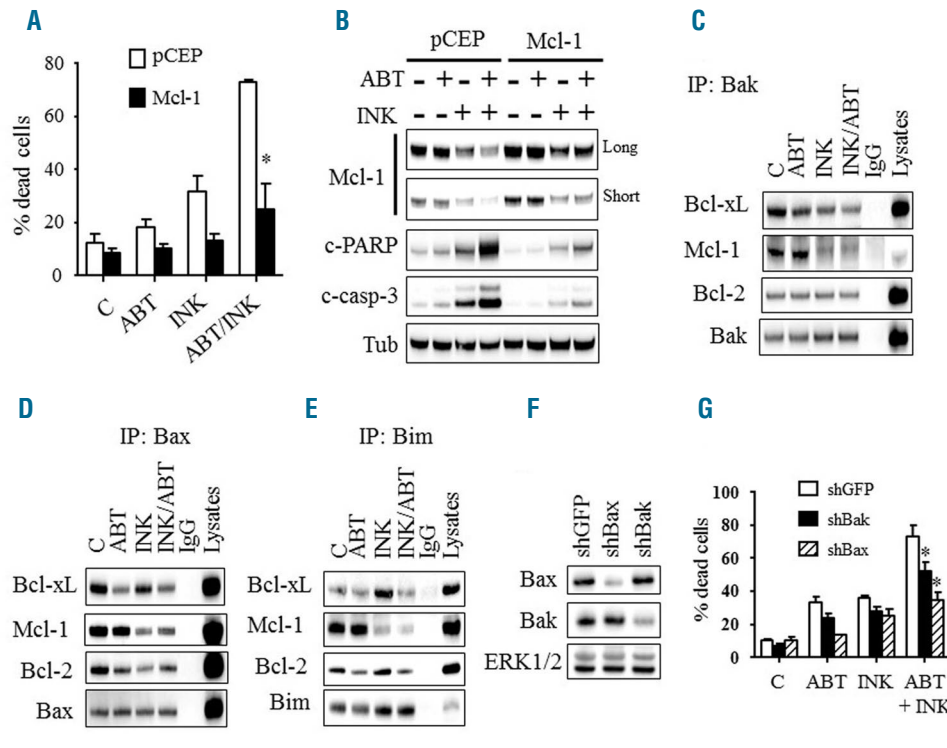 A
pCEP
Mcl-1
80
60
40
20
0
% dead cells
*
C
ABT
INK
ABT/INK
B
pCEP Mcl-1
ABT - + - + - + - +
INK - - + + - - + +
Mcl-1
Long
Short
c-PARP
c-casp-3
Tub
C
IP: Bak
C ABT INK INK/ABT IgG Lysates
Bcl-xL
Mcl-1
Bcl-2
Bak
D
IP: Bax
C ABT INK INK/ABT IgG Lysates
Bcl-xL
Mcl-1
Bcl-2
Bax
E
IP: Bim
C ABT INK INK/ABT IgG Lysates
Bcl-xL
Mcl-1
Bcl-2
Bim
F
shGFP shBax shBak
Bax
Bak
ERK1/2
G
shGFP
shBak
shBax
100
80
60
40
20
0
% dead cells
*
*
C ABT INK ABT
+ INK